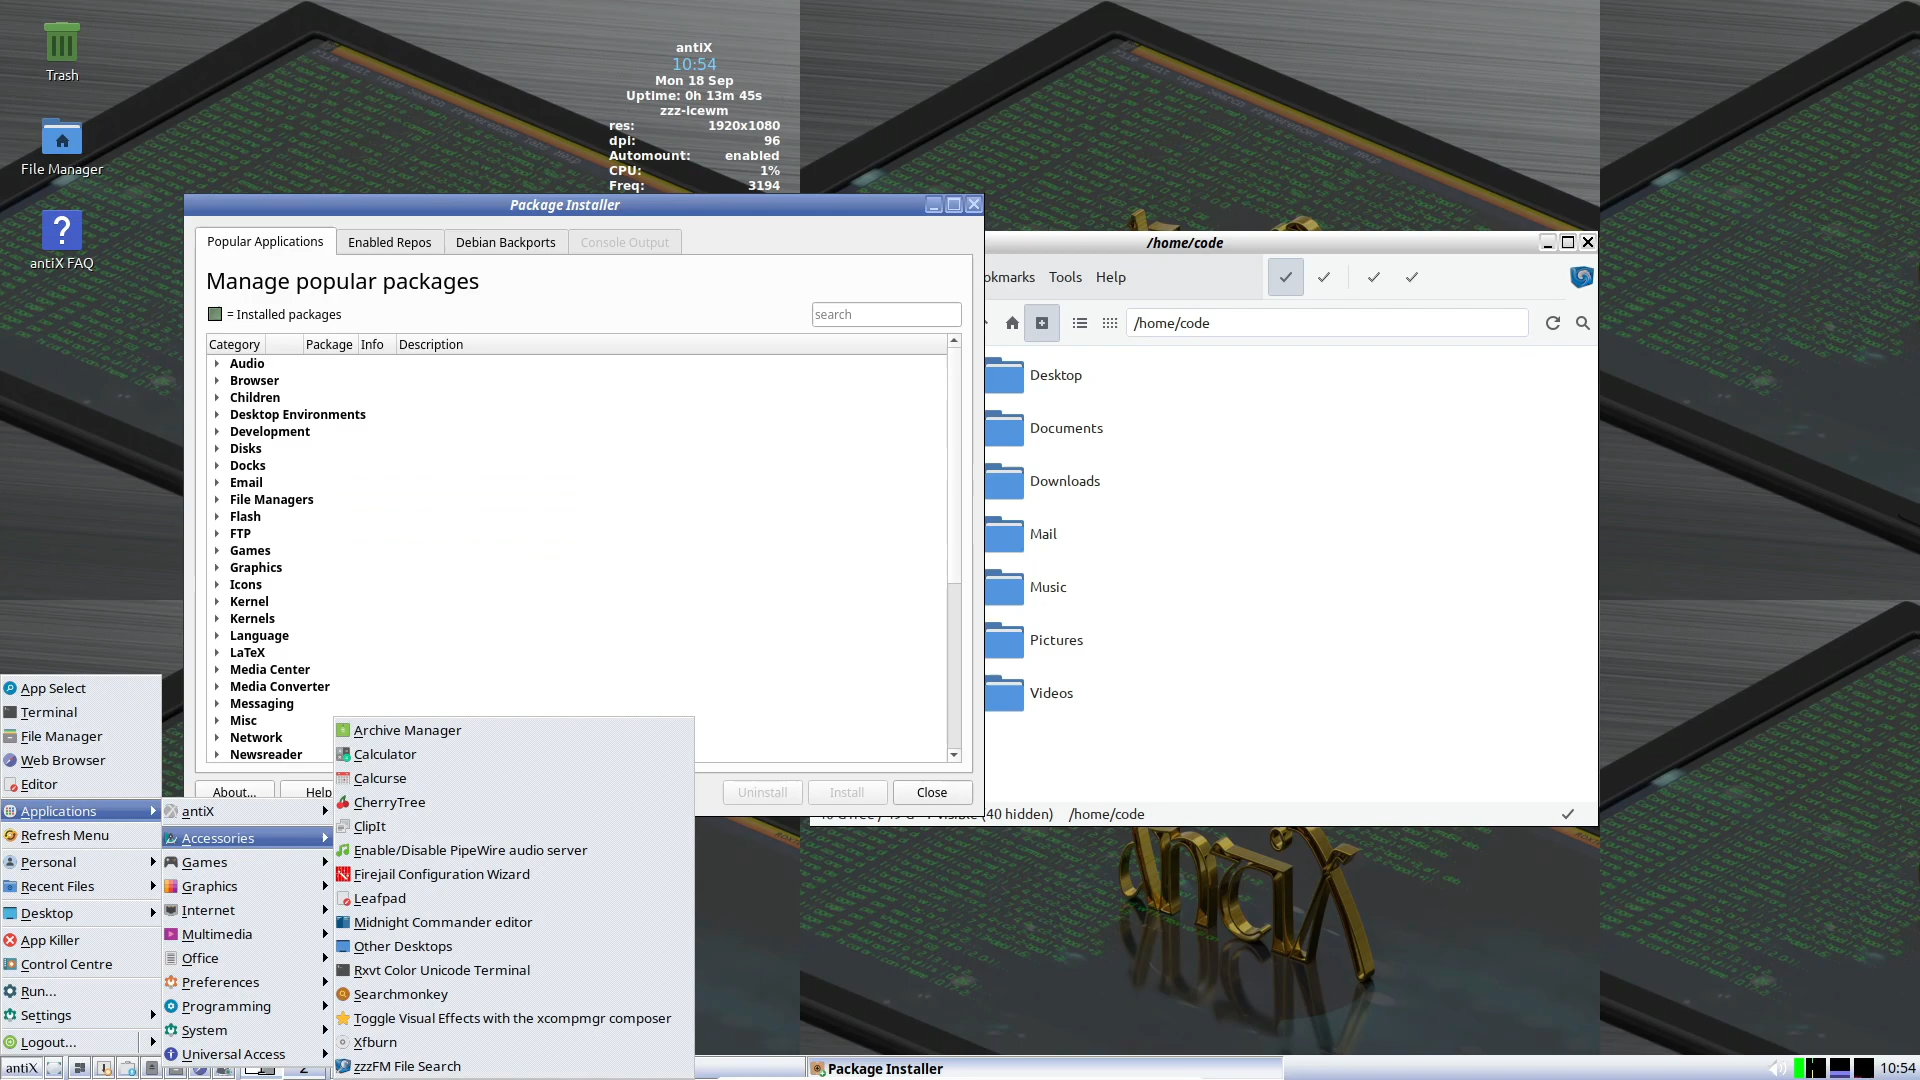 Trash
File Manager
antiX FAQ
antiX
10:54
Mon 18 Sep
Uptime: 0h 13m 45s
zzz-icewm
res: 1920x1080
dpi: 96
Automount: enabled
CPU: 1%
Freq: 3194
Package Installer
Popular Applications
Enabled Repos
Debian Backports
Console Output
Manage popular packages
= Installed packages
search
Category Package Info Description
Audio
Browser
Children
Desktop Environments
Development
Disks
Docks
Email
File Managers
Flash
FTP
Games
Graphics
Icons
Kernel
Kernels
Language
LaTeX
Media Center
Media Converter
Messaging
Misc
Network
Newsreader
About...
Help
Uninstall
Install
Close
/home/code
okmarks Tools Help
/home/code
Desktop
Documents
Downloads
Mail
Music
Pictures
Videos
(40 hidden) /home/code
App Select
Terminal
File Manager
Web Browser
Editor
Applications
Refresh Menu
Personal
Recent Files
Desktop
App Killer
Control Centre
Run...
Settings
Logout...
antiX
Accessories
Games
Graphics
Internet
Multimedia
Office
Preferences
Programming
System
Universal Access
Archive Manager
Calculator
Calcurse
CherryTree
ClipIt
Enable/Disable PipeWire audio server
Firejail Configuration Wizard
Leafpad
Midnight Commander editor
Other Desktops
Rxvt Color Unicode Terminal
Searchmonkey
Toggle Visual Effects with the xcompmgr composer
Xfburn
zzzFM File Search
antiX
antiX
2
Package Installer
10:54